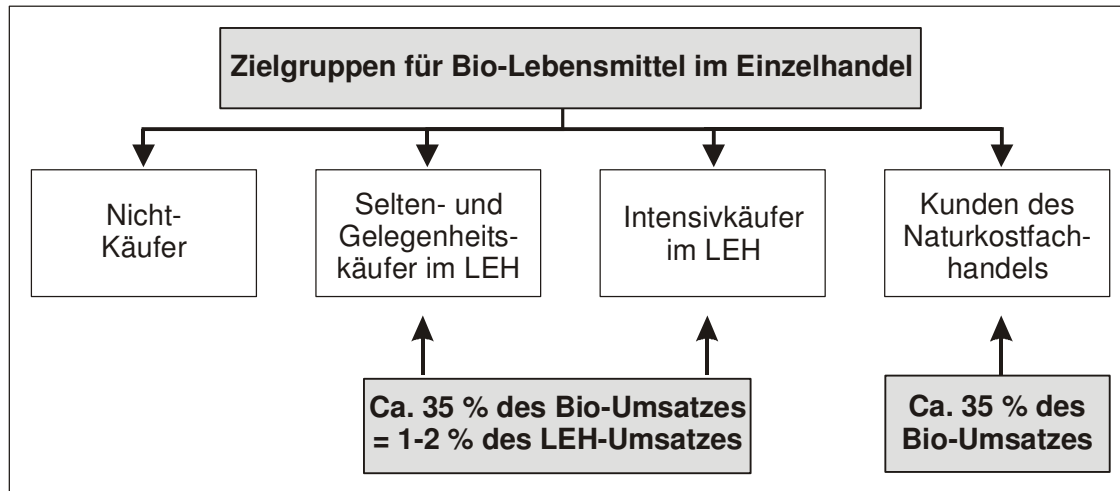 Zielgruppen für Bio-Lebensmittel im Einzelhandel
Nicht-
Käufer
Selten- und
Gelegenheits-
käufer im LEH
Intensivkäufer
im LEH
Kunden des
Naturkostfach-
handels
Ca. 35 % des Bio-Umsatzes
= 1-2 % des LEH-Umsatzes
Ca. 35 % des
Bio-Umsatzes